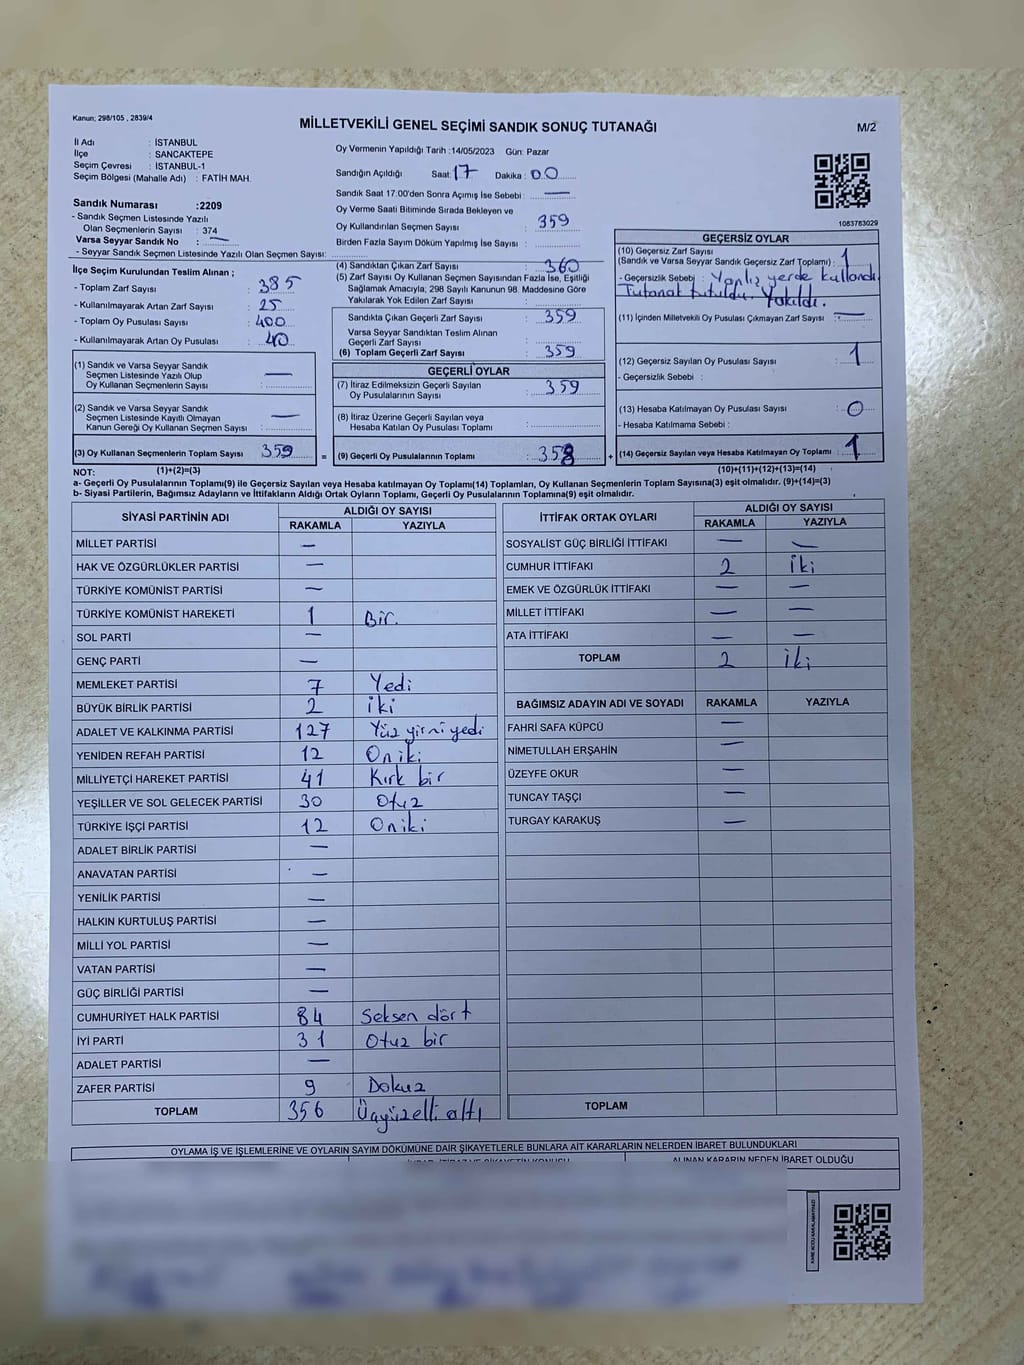 Kanun; 298/105 , 2839/4
MİLLETVEKİLİ GENEL SEÇİMİ SANDIK SONUÇ TUTANAĞI
M/2
İl Adı : İSTANBUL
İlçe : SANCAKTEPE
Seçim Çevresi : İSTANBUL-1
Seçim Bölgesi (Mahalle Adı) : FATİH MAH.
Sandık Numarası :2209
- Sandık Seçmen Listesinde Yazılı
Olan Seçmenlerin Sayısı : 374
Varsa Seyyar Sandık No : —
- Seyyar Sandık Seçmen Listesinde Yazılı Olan Seçmen Sayısı:
Oy Vermenin Yapıldığı Tarih :14/05/2023 Gün: Pazar
Sandığın Açıldığı Saat: 17 Dakika : 00
Sandık Saat 17:00'den Sonra Açımış İse Sebebi : —
Oy Verme Saati Bitiminde Sırada Bekleyen ve
Oy Kullandırılan Seçmen Sayısı : 359
Birden Fazla Sayım Döküm Yapılmış İse Sayısı :
1083783029
İlçe Seçim Kurulundan Teslim Alınan ;
- Toplam Zarf Sayısı : 385
- Kullanılmayarak Artan Zarf Sayısı : 25
- Toplam Oy Pusulası Sayısı : 400
- Kullanılmayarak Artan Oy Pusulası : 40
(1) Sandık ve Varsa Seyyar Sandık
Seçmen Listesinde Yazılı Olup
Oy Kullanan Seçmenlerin Sayısı : —
(2) Sandık ve Varsa Seyyar Sandık
Seçmen Listesinde Kayıtlı Olmayan
Kanun Gereği Oy Kullanan Seçmen Sayısı : —
(3) Oy Kullanan Seçmenlerin Toplam Sayısı : 359
(4) Sandıktan Çıkan Zarf Sayısı : 360
(5) Zarf Sayısı Oy Kullanan Seçmen Sayısından Fazla İse, Eşitliği
Sağlamak Amacıyla; 298 Sayılı Kanunun 98. Maddesine Göre
Yakılarak Yok Edilen Zarf Sayısı :
Sandıkta Çıkan Geçerli Zarf Sayısı : 359
Varsa Seyyar Sandıktan Teslim Alınan
Geçerli Zarf Sayısı :
(6) Toplam Geçerli Zarf Sayısı : 359
GEÇERLİ OYLAR
(7) İtiraz Edilmeksizin Geçerli Sayılan
Oy Pusulalarının Sayısı : 359
(8) İtiraz Üzerine Geçerli Sayılan veya
Hesaba Katılan Oy Pusulası Toplamı :
= (9) Geçerli Oy Pusulalarının Toplamı : 358
GEÇERSİZ OYLAR
(10) Geçersiz Zarf Sayısı
(Sandık ve Varsa Seyyar Sandık Geçersiz Zarf Toplamı) : 1
- Geçersizlik Sebebi : Yanlış yerde kullandı.
Tutanak tutuldu. Yakıldı.
(11) İçinden Milletvekili Oy Pusulası Çıkmayan Zarf Sayısı : —
(12) Geçersiz Sayılan Oy Pusulası Sayısı : 1
- Geçersizlik Sebebi :
(13) Hesaba Katılmayan Oy Pusulası Sayısı : 0
- Hesaba Katılmama Sebebi :
+ (14) Geçersiz Sayılan veya Hesaba Katılmayan Oy Toplamı : 1
NOT: (1)+(2)=(3) (10)+(11)+(12)+(13)=(14)
a- Geçerli Oy Pusulalarının Toplamı(9) ile Geçersiz Sayılan veya Hesaba katılmayan Oy Toplamı(14) Toplamları, Oy Kullanan Seçmenlerin Toplam Sayısına(3) eşit olmalıdır. (9)+(14)=(3)
b- Siyasi Partilerin, Bağımsız Adayların ve İttifakların Aldığı Ortak Oyların Toplamı, Geçerli Oy Pusulalarının Toplamına(9) eşit olmalıdır.
SİYASİ PARTİNİN ADI ALDIĞI OY SAYISI
RAKAMLA YAZIYLA
MİLLET PARTİSİ —
HAK VE ÖZGÜRLÜKLER PARTİSİ —
TÜRKİYE KOMÜNİST PARTİSİ —
TÜRKİYE KOMÜNİST HAREKETİ 1 Bir.
SOL PARTİ —
GENÇ PARTİ —
MEMLEKET PARTİSİ 7 Yedi
BÜYÜK BİRLİK PARTİSİ 2 iki
ADALET VE KALKINMA PARTİSİ 127 Yüz yirmi yedi
YENİDEN REFAH PARTİSİ 12 Oniki
MİLLİYETÇİ HAREKET PARTİSİ 41 Kırk bir
YEŞİLLER VE SOL GELECEK PARTİSİ 30 Otuz
TÜRKİYE İŞÇİ PARTİSİ 12 Oniki
ADALET BİRLİK PARTİSİ —
ANAVATAN PARTİSİ —
YENİLİK PARTİSİ —
HALKIN KURTULUŞ PARTİSİ —
MİLLİ YOL PARTİSİ —
VATAN PARTİSİ —
GÜÇ BİRLİĞİ PARTİSİ —
CUMHURİYET HALK PARTİSİ 84 Seksen dört
İYİ PARTİ 31 Otuz bir
ADALET PARTİSİ —
ZAFER PARTİSİ 9 Dokuz
TOPLAM 356 Üçyüzelli altı
İTTİFAK ORTAK OYLARI ALDIĞI OY SAYISI
RAKAMLA YAZIYLA
SOSYALİST GÜÇ BİRLİĞİ İTTİFAKI — —
CUMHUR İTTİFAKI 2 iki
EMEK VE ÖZGÜRLÜK İTTİFAKI — —
MİLLET İTTİFAKI — —
ATA İTTİFAKI — —
TOPLAM 2 iki
BAĞIMSIZ ADAYIN ADI VE SOYADI RAKAMLA YAZIYLA
FAHRİ SAFA KÜPCÜ —
NİMETULLAH ERŞAHİN —
ÜZEYFE OKUR —
TUNCAY TAŞÇI —
TURGAY KARAKUŞ —
TOPLAM
OYLAMA İŞ VE İŞLEMLERİNE VE OYLARIN SAYIM DÖKÜMÜNE DAİR ŞİKAYETLERLE BUNLARA AİT KARARLARIN NELERDEN İBARET BULUNDUKLARI
ALINAN KARARIN NEDEN İBARET OLDUĞU